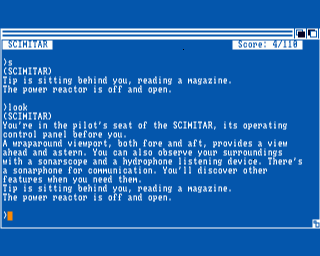 SCIMITAR Score: 4/110
>s
(SCIMITAR)
Tip is sitting behind you, reading a magazine.
The power reactor is off and open.
>look
(SCIMITAR)
You're in the pilot's seat of the SCIMITAR, its operating
control panel before you.
A wraparound viewport, both fore and aft, provides a view
ahead and astern. You can also observe your surroundings
with a sonarscope and a hydrophone listening device. There's
a sonarphone for communication. You'll discover other
features when you need them.
Tip is sitting behind you, reading a magazine.
The power reactor is off and open.
>